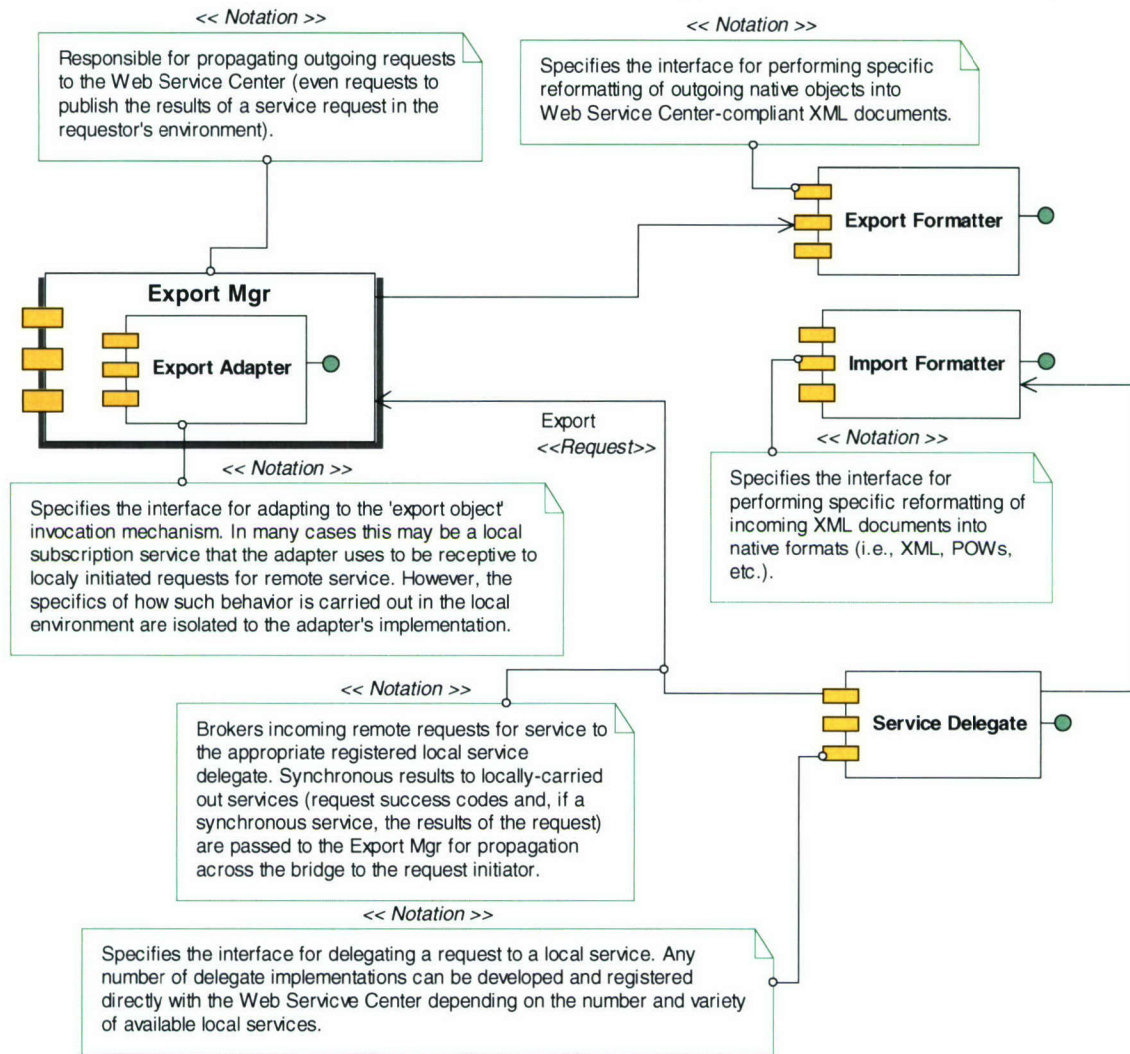 << Notation >>
Responsible for propagating outgoing requests
to the Web Service Center (even requests to
publish the results of a service request in the
requestor's environment).
<< Notation >>
Specifies the interface for performing specific
reformatting of outgoing native objects into
Web Service Center-compliant XML documents.
Export Formatter
Export Mgr
Export Adapter
Import Formatter
Export
<<Request>>
<< Notation >>
Specifies the interface for
performing specific reformatting of
incoming XML documents into
native formats (i.e., XML, POWs,
etc.).
<< Notation >>
Specifies the interface for adapting to the 'export object'
invocation mechanism. In many cases this may be a local
subscription service that the adapter uses to be receptive to
localy initiated requests for remote service. However, the
specifics of how such behavior is carried out in the local
environment are isolated to the adapter's implementation.
<< Notation >>
Brokers incoming remote requests for service to
the appropriate registered local service
delegate. Synchronous results to locally-carried
out services (request success codes and, if a
synchronous service, the results of the request)
are passed to the Export Mgr for propagation
across the bridge to the request initiator.
Service Delegate
<< Notation >>
Specifies the interface for delegating a request to a local service. Any
number of delegate implementations can be developed and registered
directly with the Web Servicve Center depending on the number and variety
of available local services.